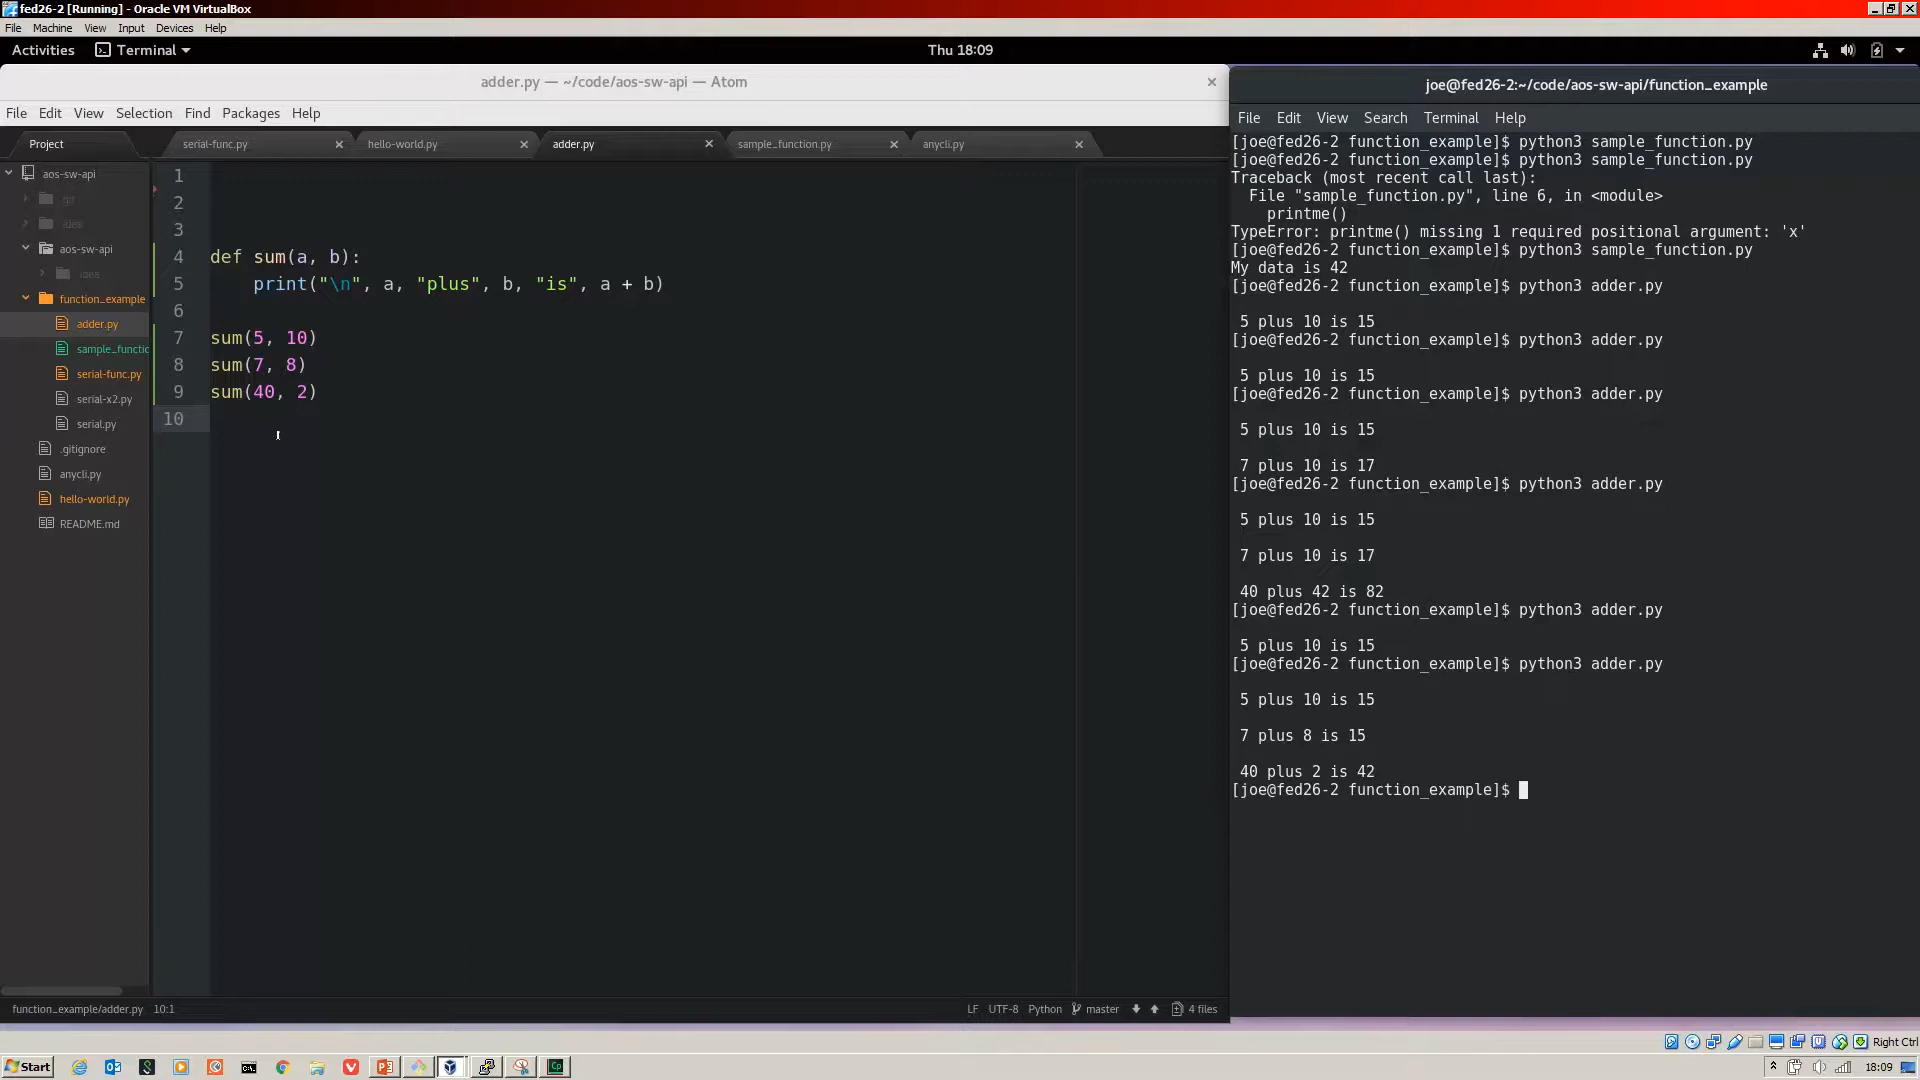 fed26-2 [Running] - Oracle VM VirtualBox
File Machine View Input Devices Help
Activities Terminal Thu 18:09
adder.py — ~/code/aos-sw-api — Atom
File Edit View Selection Find Packages Help
Project serial-func.py hello-world.py adder.py sample_function.py anycli.py
aos-sw-api
.git
.idea
aos-sw-api
.idea
function_example
adder.py
sample_functic
serial-func.py
serial-x2.py
serial.py
.gitignore
anycli.py
hello-world.py
README.md
1
2
3
4 def sum(a, b):
5 print("\n", a, "plus", b, "is", a + b)
6
7 sum(5, 10)
8 sum(7, 8)
9 sum(40, 2)
10
function_example/adder.py 10:1 LF UTF-8 Python master 4 files
joe@fed26-2:~/code/aos-sw-api/function_example
File Edit View Search Terminal Help
[joe@fed26-2 function_example]$ python3 sample_function.py
[joe@fed26-2 function_example]$ python3 sample_function.py
Traceback (most recent call last):
File "sample_function.py", line 6, in <module>
printme()
TypeError: printme() missing 1 required positional argument: 'x'
[joe@fed26-2 function_example]$ python3 sample_function.py
My data is 42
[joe@fed26-2 function_example]$ python3 adder.py
5 plus 10 is 15
[joe@fed26-2 function_example]$ python3 adder.py
5 plus 10 is 15
[joe@fed26-2 function_example]$ python3 adder.py
5 plus 10 is 15
7 plus 10 is 17
[joe@fed26-2 function_example]$ python3 adder.py
5 plus 10 is 15
7 plus 10 is 17
40 plus 42 is 82
[joe@fed26-2 function_example]$ python3 adder.py
5 plus 10 is 15
[joe@fed26-2 function_example]$ python3 adder.py
5 plus 10 is 15
7 plus 8 is 15
40 plus 2 is 42
[joe@fed26-2 function_example]$
Right Ctrl
Start 18:09